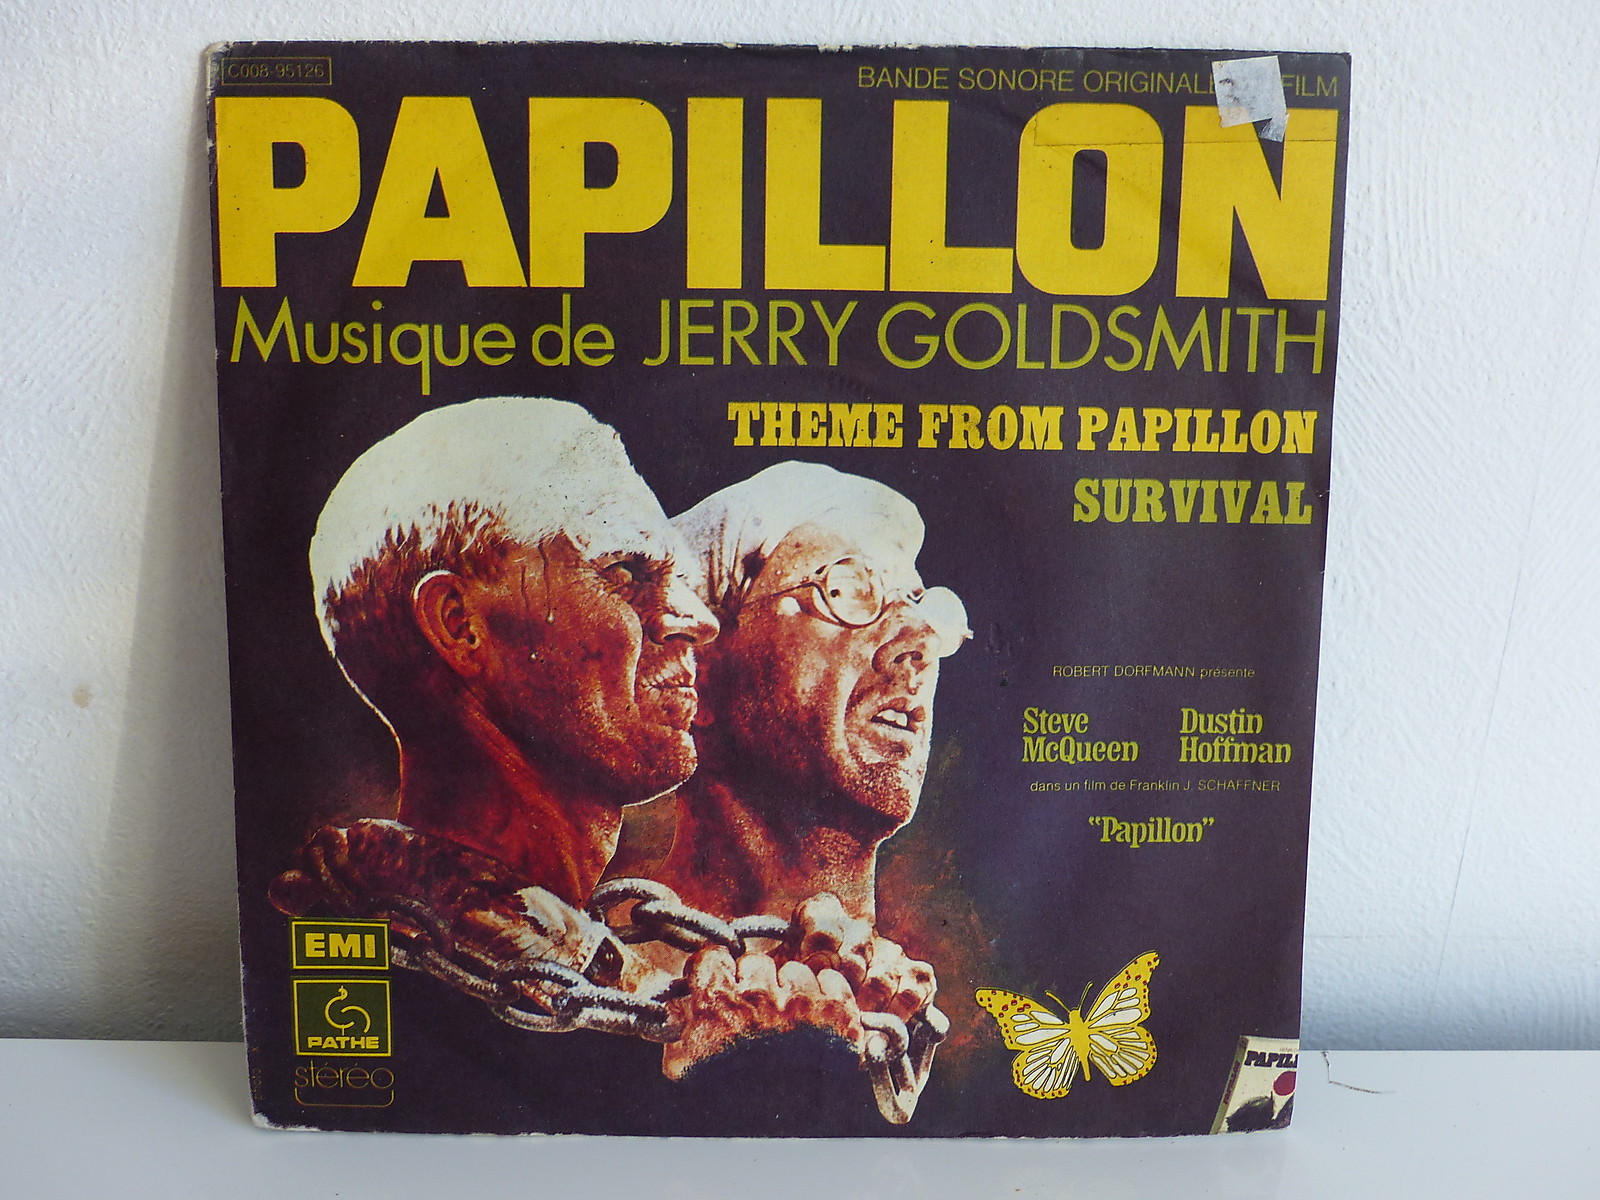 C008-95126
BANDE SONORE ORIGINALE FILM
PAPILLON
Musique de JERRY GOLDSMITH
THEME FROM PAPILLON
SURVIVAL
ROBERT DORFMANN présente
Steve McQueen
Dustin Hoffman
dans un film de Franklin J. SCHAFFNER
"Papillon"
EMI
PATHE
stéréo
PAPIL